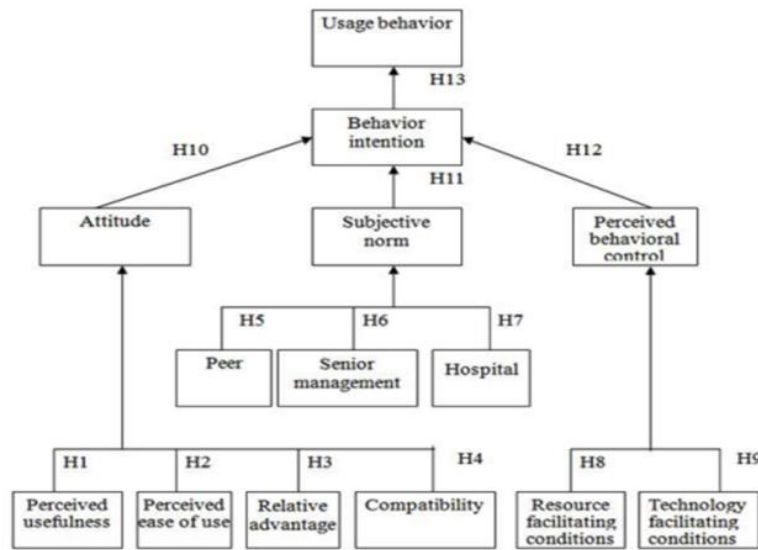 Usage behavior
H13
Behavior
intention
H10
H12
H11
Attitude
Subjective
norm
Perceived
behavioral
control
H5
H6
H7
Peer
Senior
management
Hospital
H1
H2
H3
H4
H8
H9
Perceived
usefulness
Perceived
ease of use
Relative
advantage
Compatibility
Resource
facilitating
conditions
Technology
facilitating
conditions